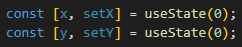 const [x, setX] = useState(0);
const [y, setY] = useState(0);